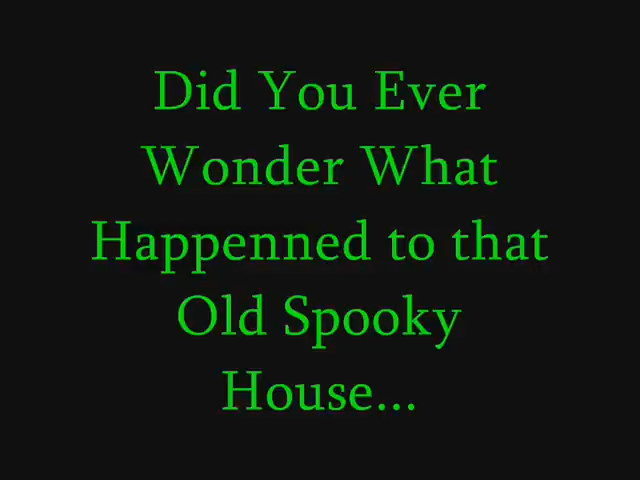 Did You Ever
Wonder What
Happenned to that
Old Spooky
House...